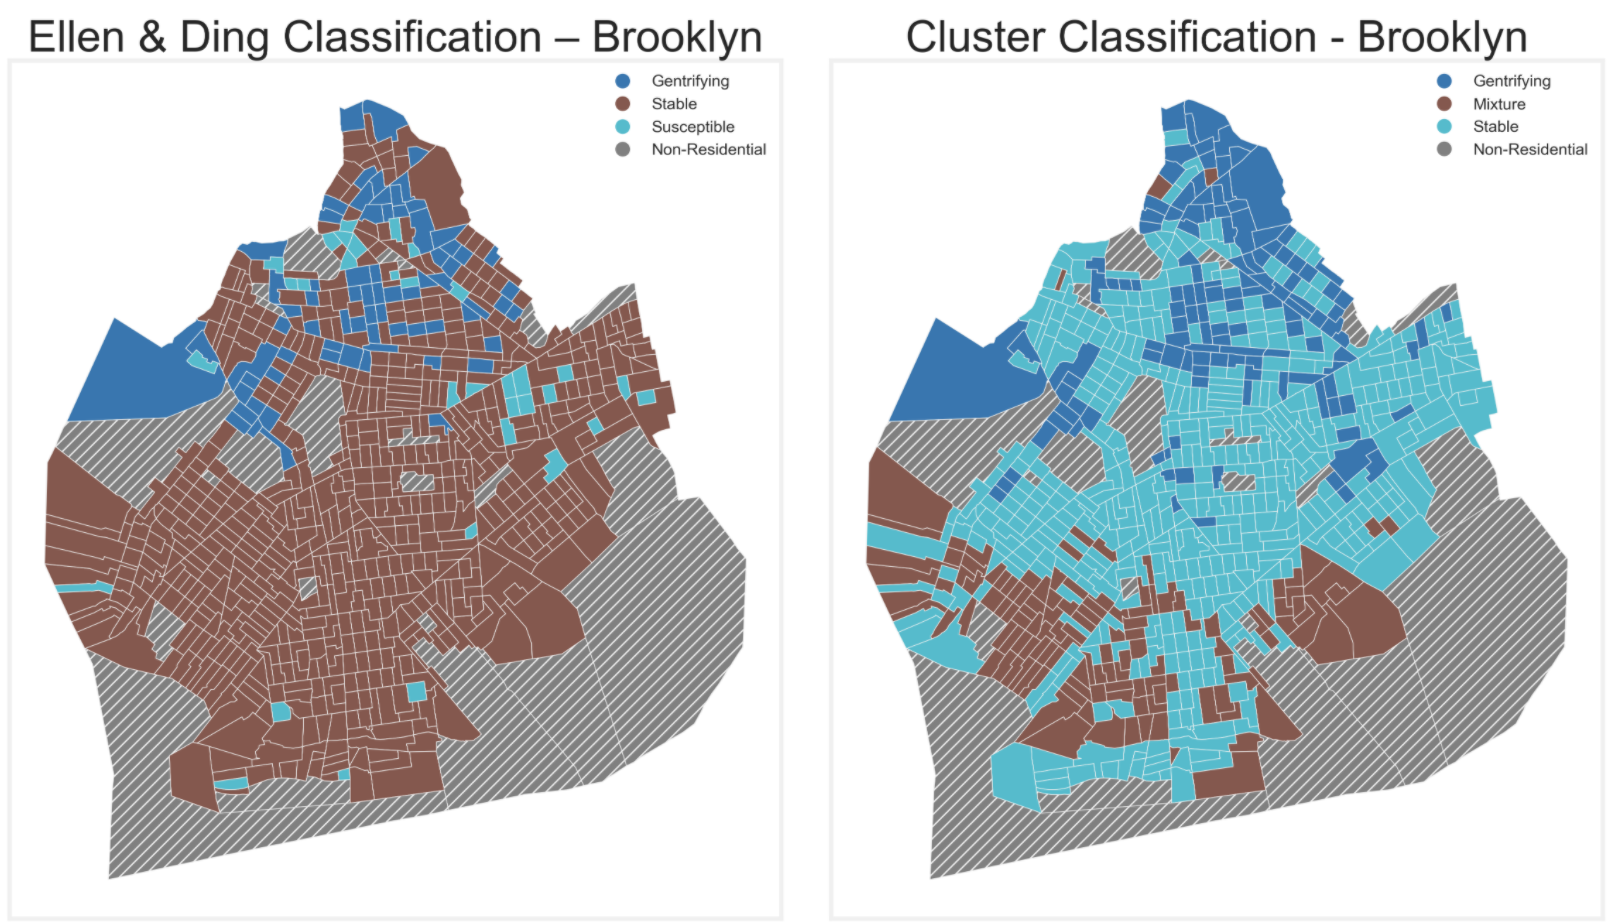 Ellen & Ding Classification – Brooklyn
Gentrifying
Stable
Susceptible
Non-Residential
Cluster Classification - Brooklyn
Gentrifying
Mixture
Stable
Non-Residential